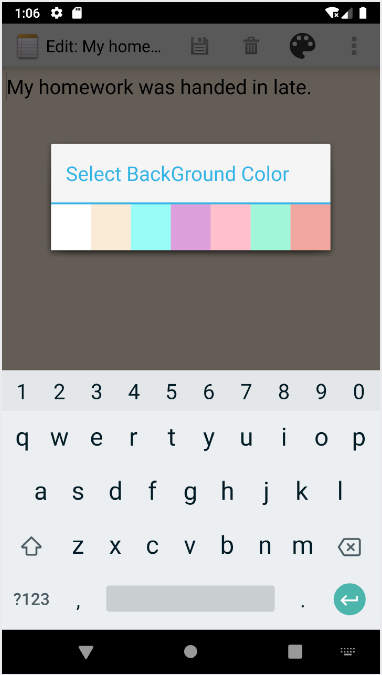 1:06
Edit: My home...
My homework was handed in late.
Select BackGround Color
1 2 3 4 5 6 7 8 9 0
q w e r t y u i o p
a s d f g h j k l
z x c v b n m
?123 , .